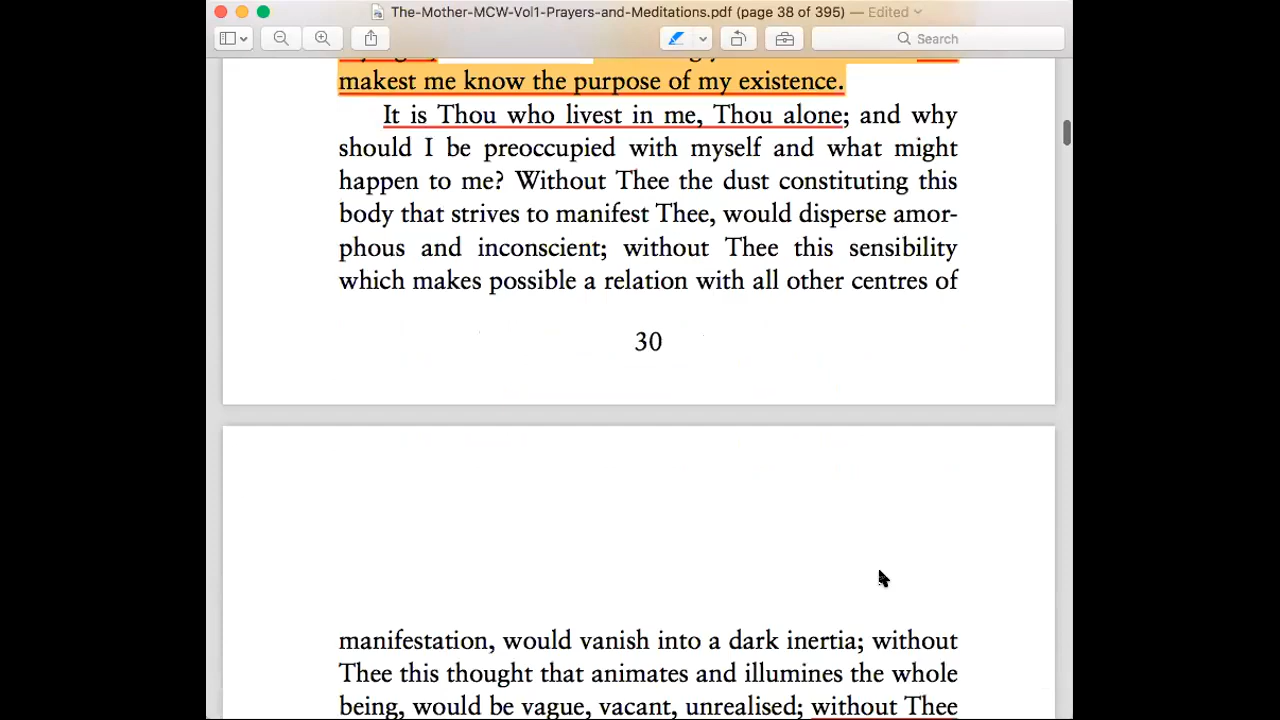 The-Mother-MCW-Vol1-Prayers-and-Meditations.pdf (page 38 of 395) — Edited
Search
makest me know the purpose of my existence.
It is Thou who livest in me, Thou alone; and why
should I be preoccupied with myself and what might
happen to me? Without Thee the dust constituting this
body that strives to manifest Thee, would disperse amor-
phous and inconscient; without Thee this sensibility
which makes possible a relation with all other centres of
30
manifestation, would vanish into a dark inertia; without
Thee this thought that animates and illumines the whole
being, would be vague, vacant, unrealised; without Thee